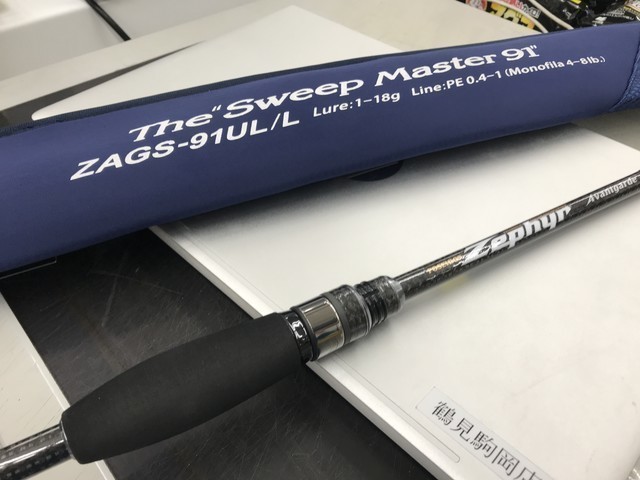 The "Sweep Master 91"
ZAGS-91UL/L Lure:1-18g Line:PE 0.4-1 (Monofila 4-8lb.)
Zephyr Avantgarde
鶴見駒岡店